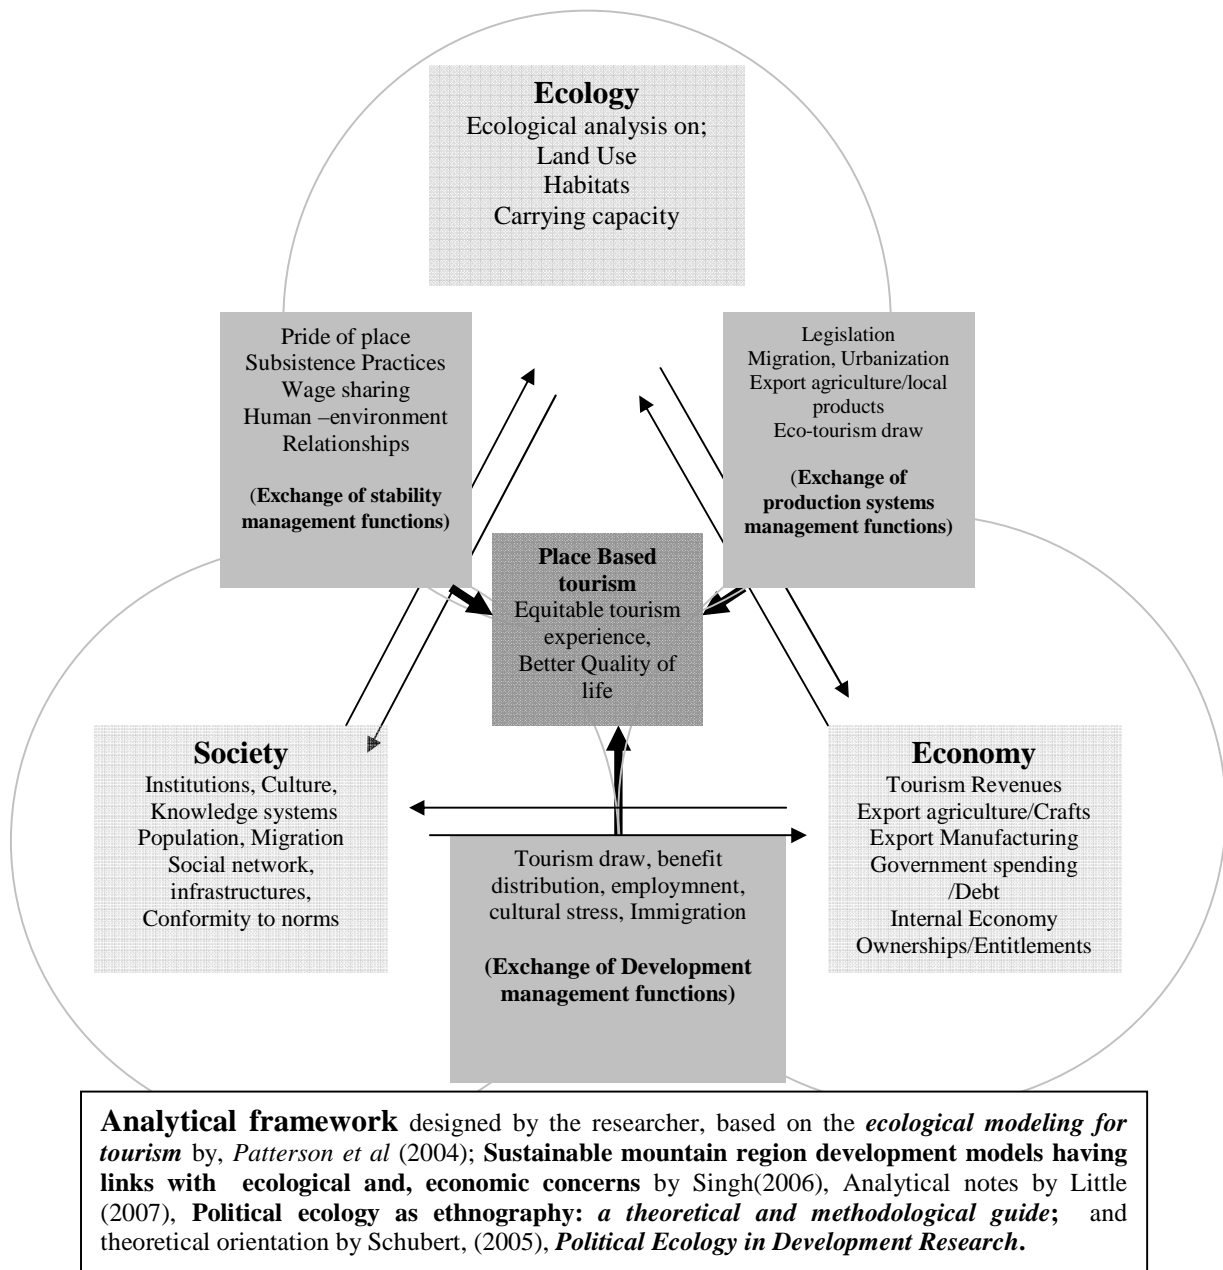 Ecology
Ecological analysis on;
Land Use
Habitats
Carrying capacity
Pride of place
Subsistence Practices
Wage sharing
Human –environment
Relationships
(Exchange of stability
management functions)
Legislation
Migration, Urbanization
Export agriculture/local
products
Eco-tourism draw
(Exchange of
production systems
management functions)
Place Based
tourism
Equitable tourism
experience,
Better Quality of
life
Society
Institutions, Culture,
Knowledge systems
Population, Migration
Social network,
infrastructures,
Conformity to norms
Economy
Tourism Revenues
Export agriculture/Crafts
Export Manufacturing
Government spending
/Debt
Internal Economy
Ownerships/Entitlements
Tourism draw, benefit
distribution, employmnent,
cultural stress, Immigration
(Exchange of Development
management functions)
Analytical framework designed by the researcher, based on the ecological modeling for
tourism by, Patterson et al (2004); Sustainable mountain region development models having
links with ecological and, economic concerns by Singh(2006), Analytical notes by Little
(2007), Political ecology as ethnography: a theoretical and methodological guide; and
theoretical orientation by Schubert, (2005), Political Ecology in Development Research.